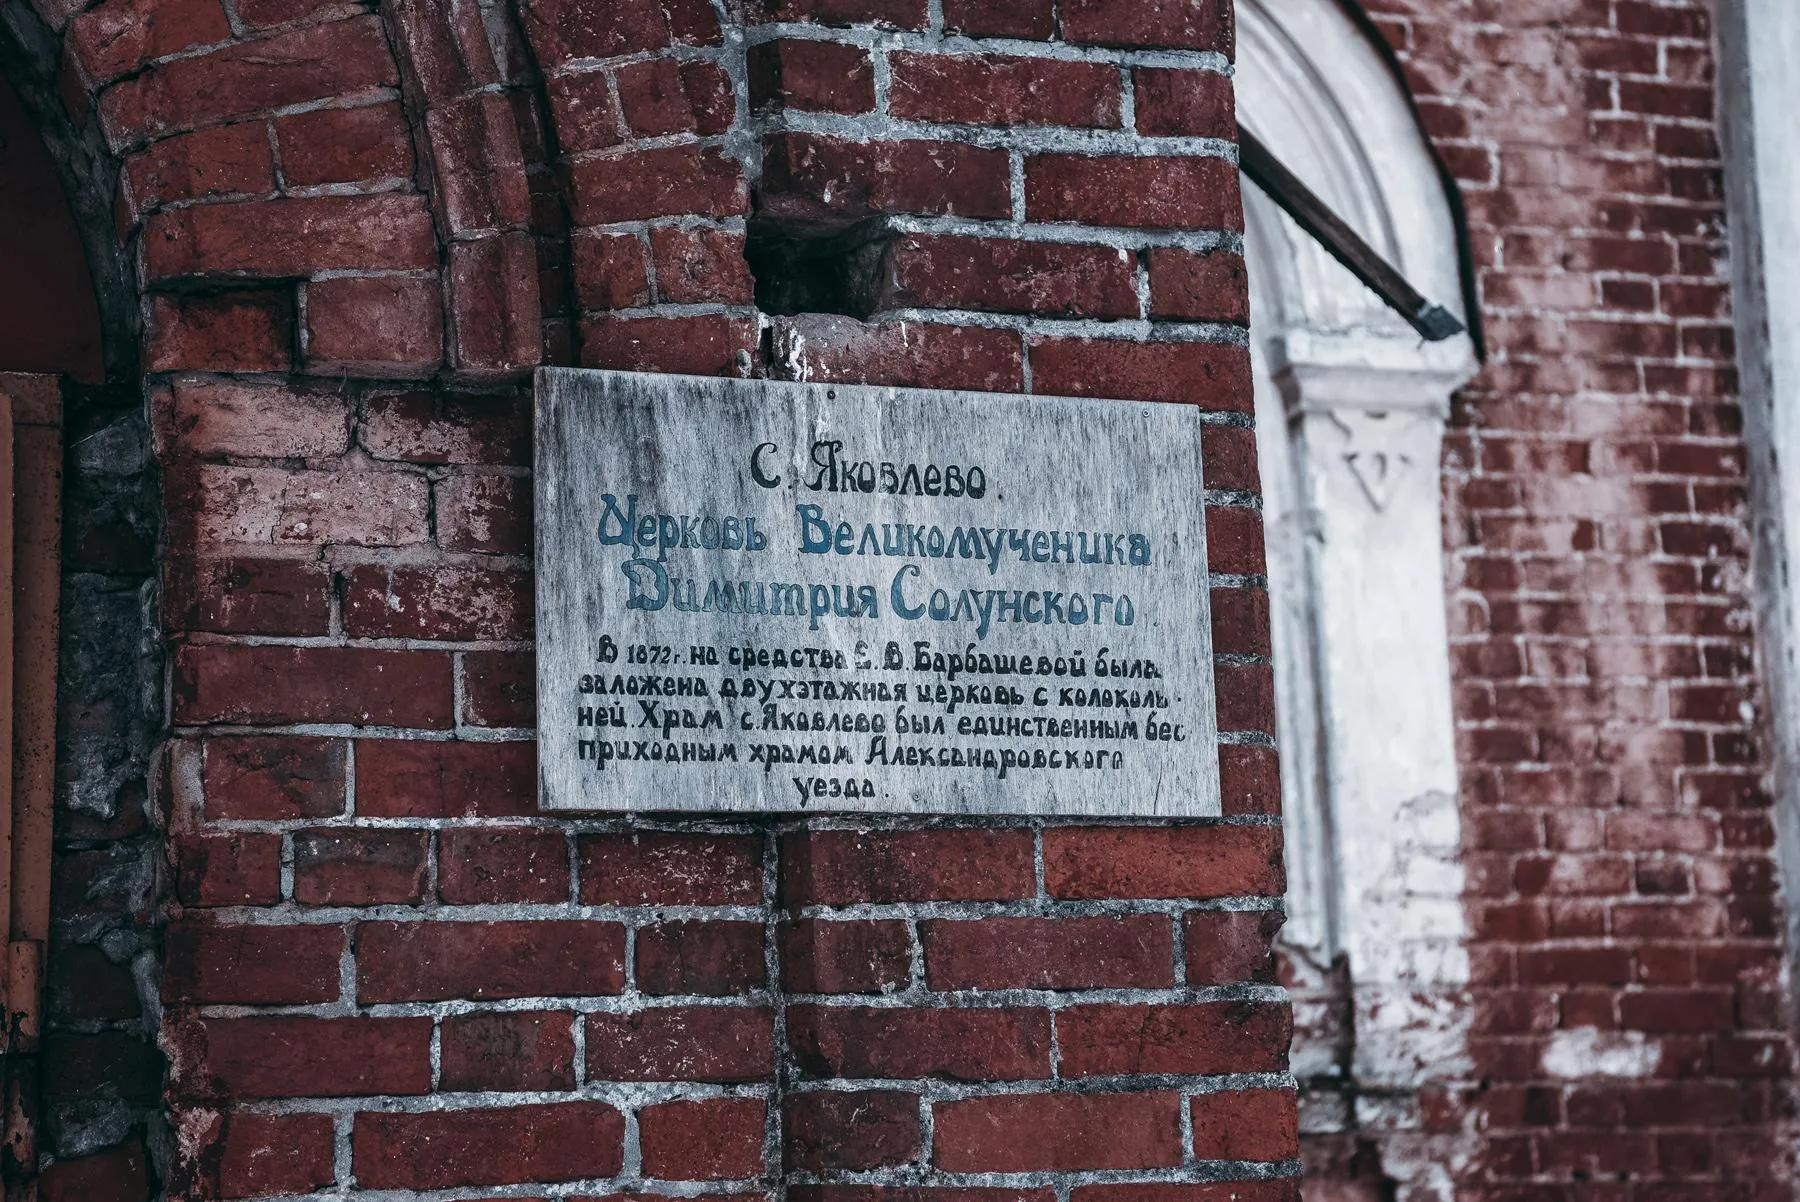 С. Яковлево.
Церковь Великомученика
Димитрия Солунского.
В 1872г. на средства Е. В. Барбашевой была
заложена двухэтажная церковь с колоколь-
ней. Храм с. Яковлево был единственным бес
приходным храмом Александровского
уезда.